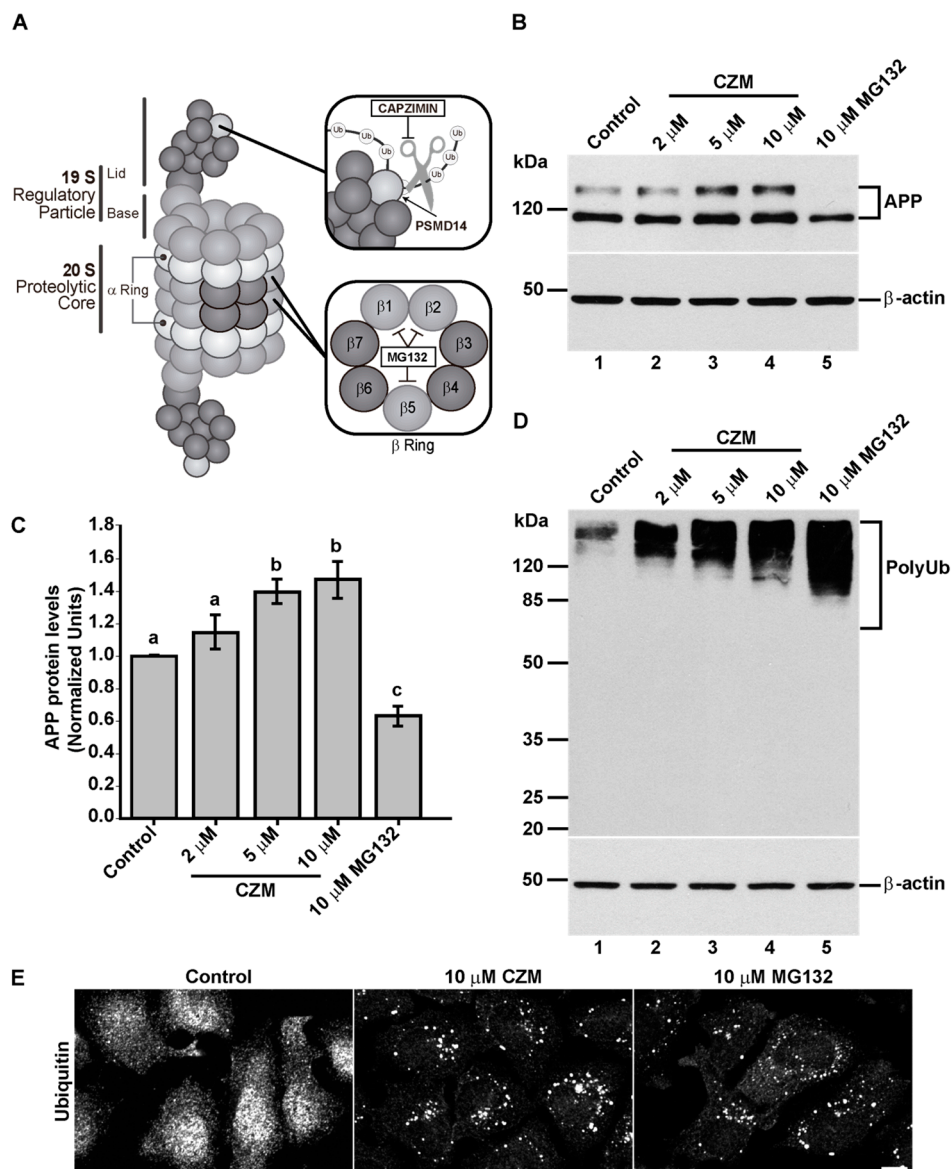 A
19 S
Regulatory
Particle
Lid
Base
20 S
Proteolytic
Core
α Ring
CAPZIMIN
Ub
Ub
Ub
Ub
Ub
Ub
PSMD14
β1
β2
β7
β3
MG132
β6
β4
β5
β Ring
B
CZM
Control
2 μM
5 μM
10 μM
10 μM MG132
kDa
120
APP
50
β-actin
1 2 3 4 5
C
APP protein levels
(Normalized Units)
1.8
1.6
1.4
1.2
1.0
0.8
0.6
0.4
0.2
0.0
a
a
b
b
c
Control
2 μM
5 μM
10 μM
10 μM MG132
CZM
D
CZM
Control
2 μM
5 μM
10 μM
10 μM MG132
kDa
120
85
50
35
25
20
PolyUb
50
β-actin
1 2 3 4 5
E
Control
10 μM CZM
10 μM MG132
Ubiquitin